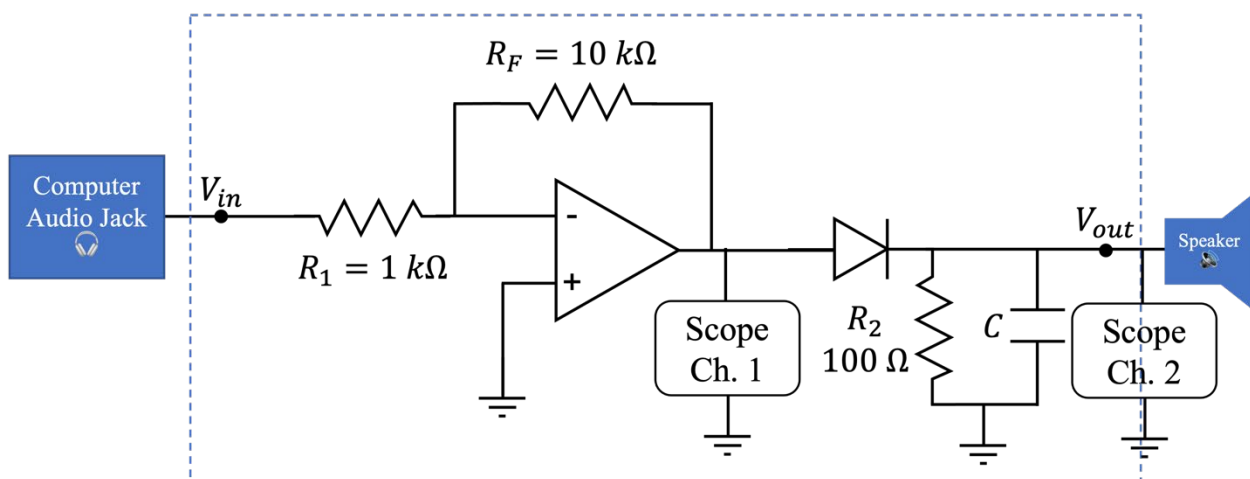 R_F = 10 kΩ
Computer
Audio Jack
V_in
R_1 = 1 kΩ
-
+
Scope
Ch. 1
R_2
100 Ω
C
V_out
Scope
Ch. 2
Speaker